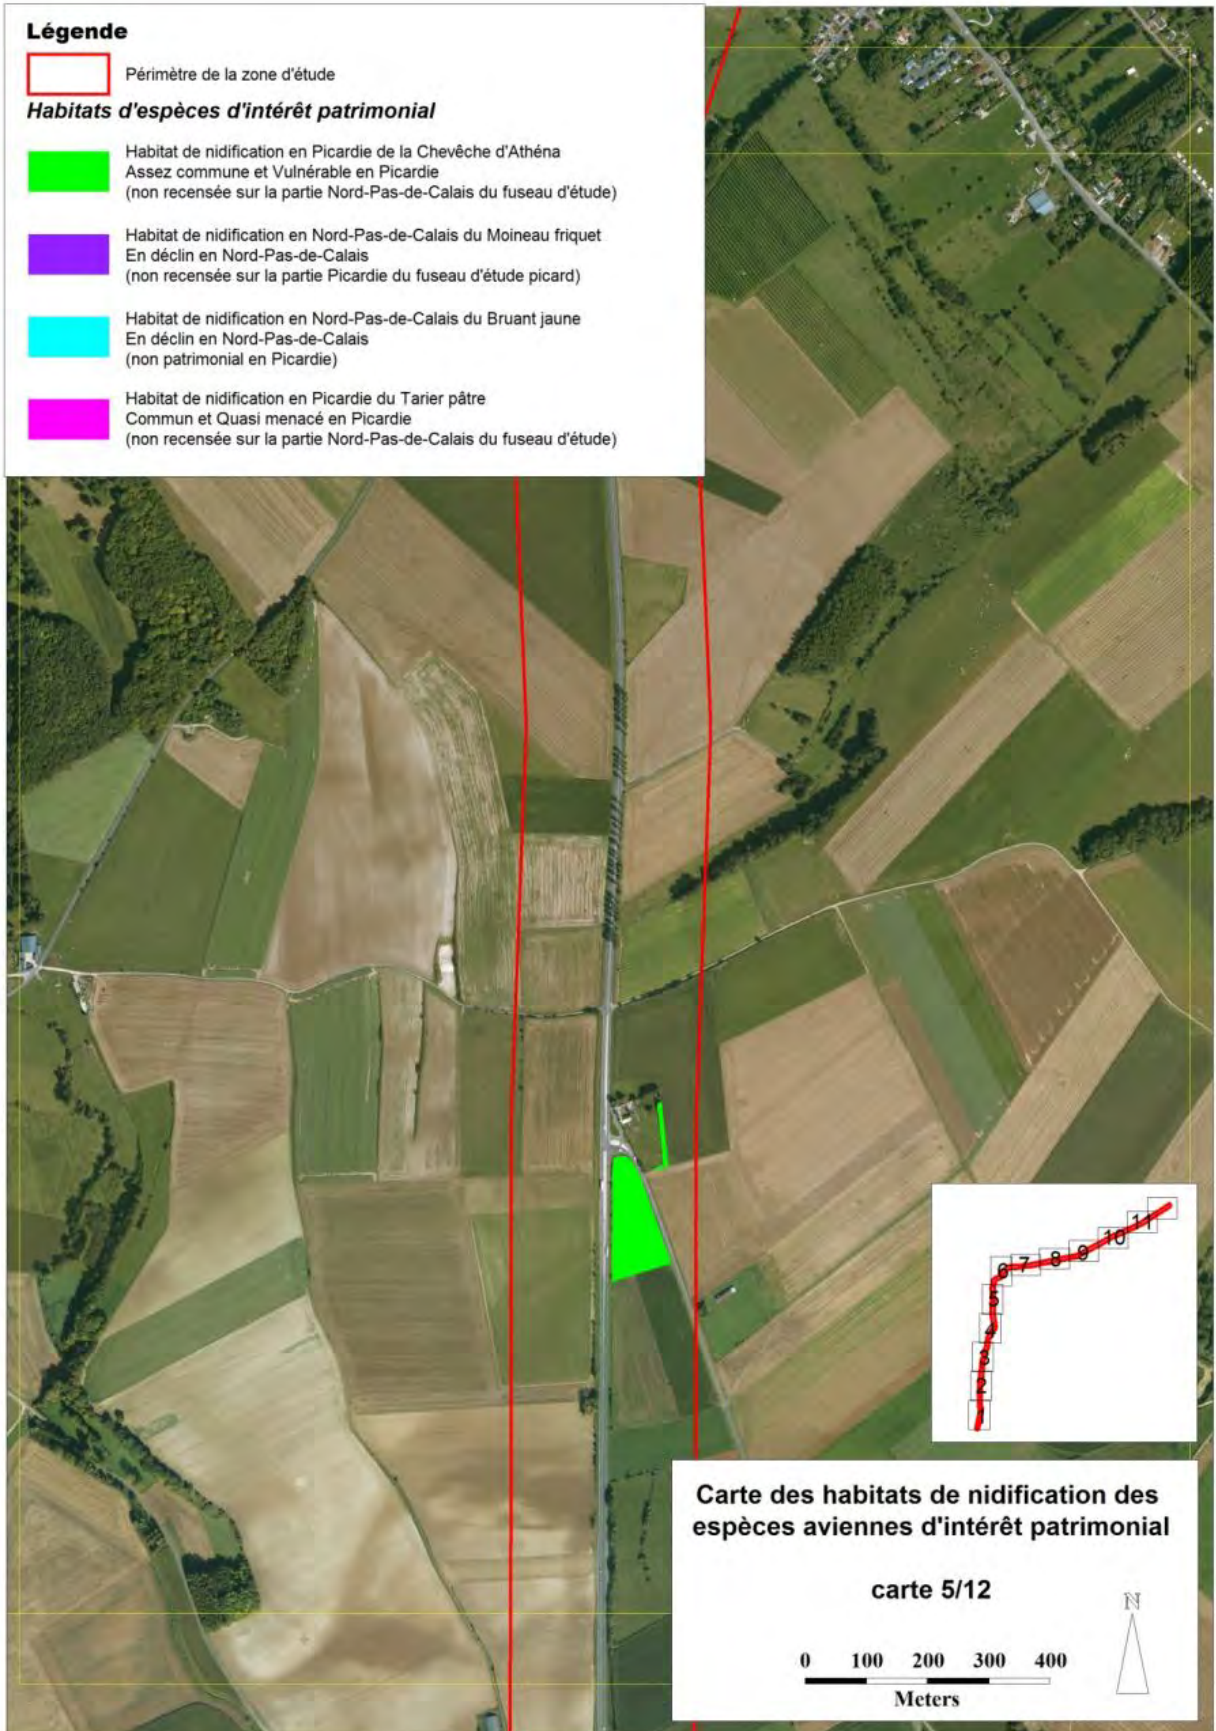 Légende
Périmètre de la zone d'étude
Habitats d'espèces d'intérêt patrimonial
Habitat de nidification en Picardie de la Chevêche d'Athéna
Assez commune et Vulnérable en Picardie
(non recensée sur la partie Nord-Pas-de-Calais du fuseau d'étude)
Habitat de nidification en Nord-Pas-de-Calais du Moineau friquet
En déclin en Nord-Pas-de-Calais
(non recensée sur la partie Picardie du fuseau d'étude picard)
Habitat de nidification en Nord-Pas-de-Calais du Bruant jaune
En déclin en Nord-Pas-de-Calais
(non patrimonial en Picardie)
Habitat de nidification en Picardie du Tarier pâtre
Commun et Quasi menacé en Picardie
(non recensée sur la partie Nord-Pas-de-Calais du fuseau d'étude)
11
10
9
8
7
6
5
4
3
2
1
Carte des habitats de nidification des
espèces aviennes d'intérêt patrimonial
carte 5/12
N
0 100 200 300 400
Meters